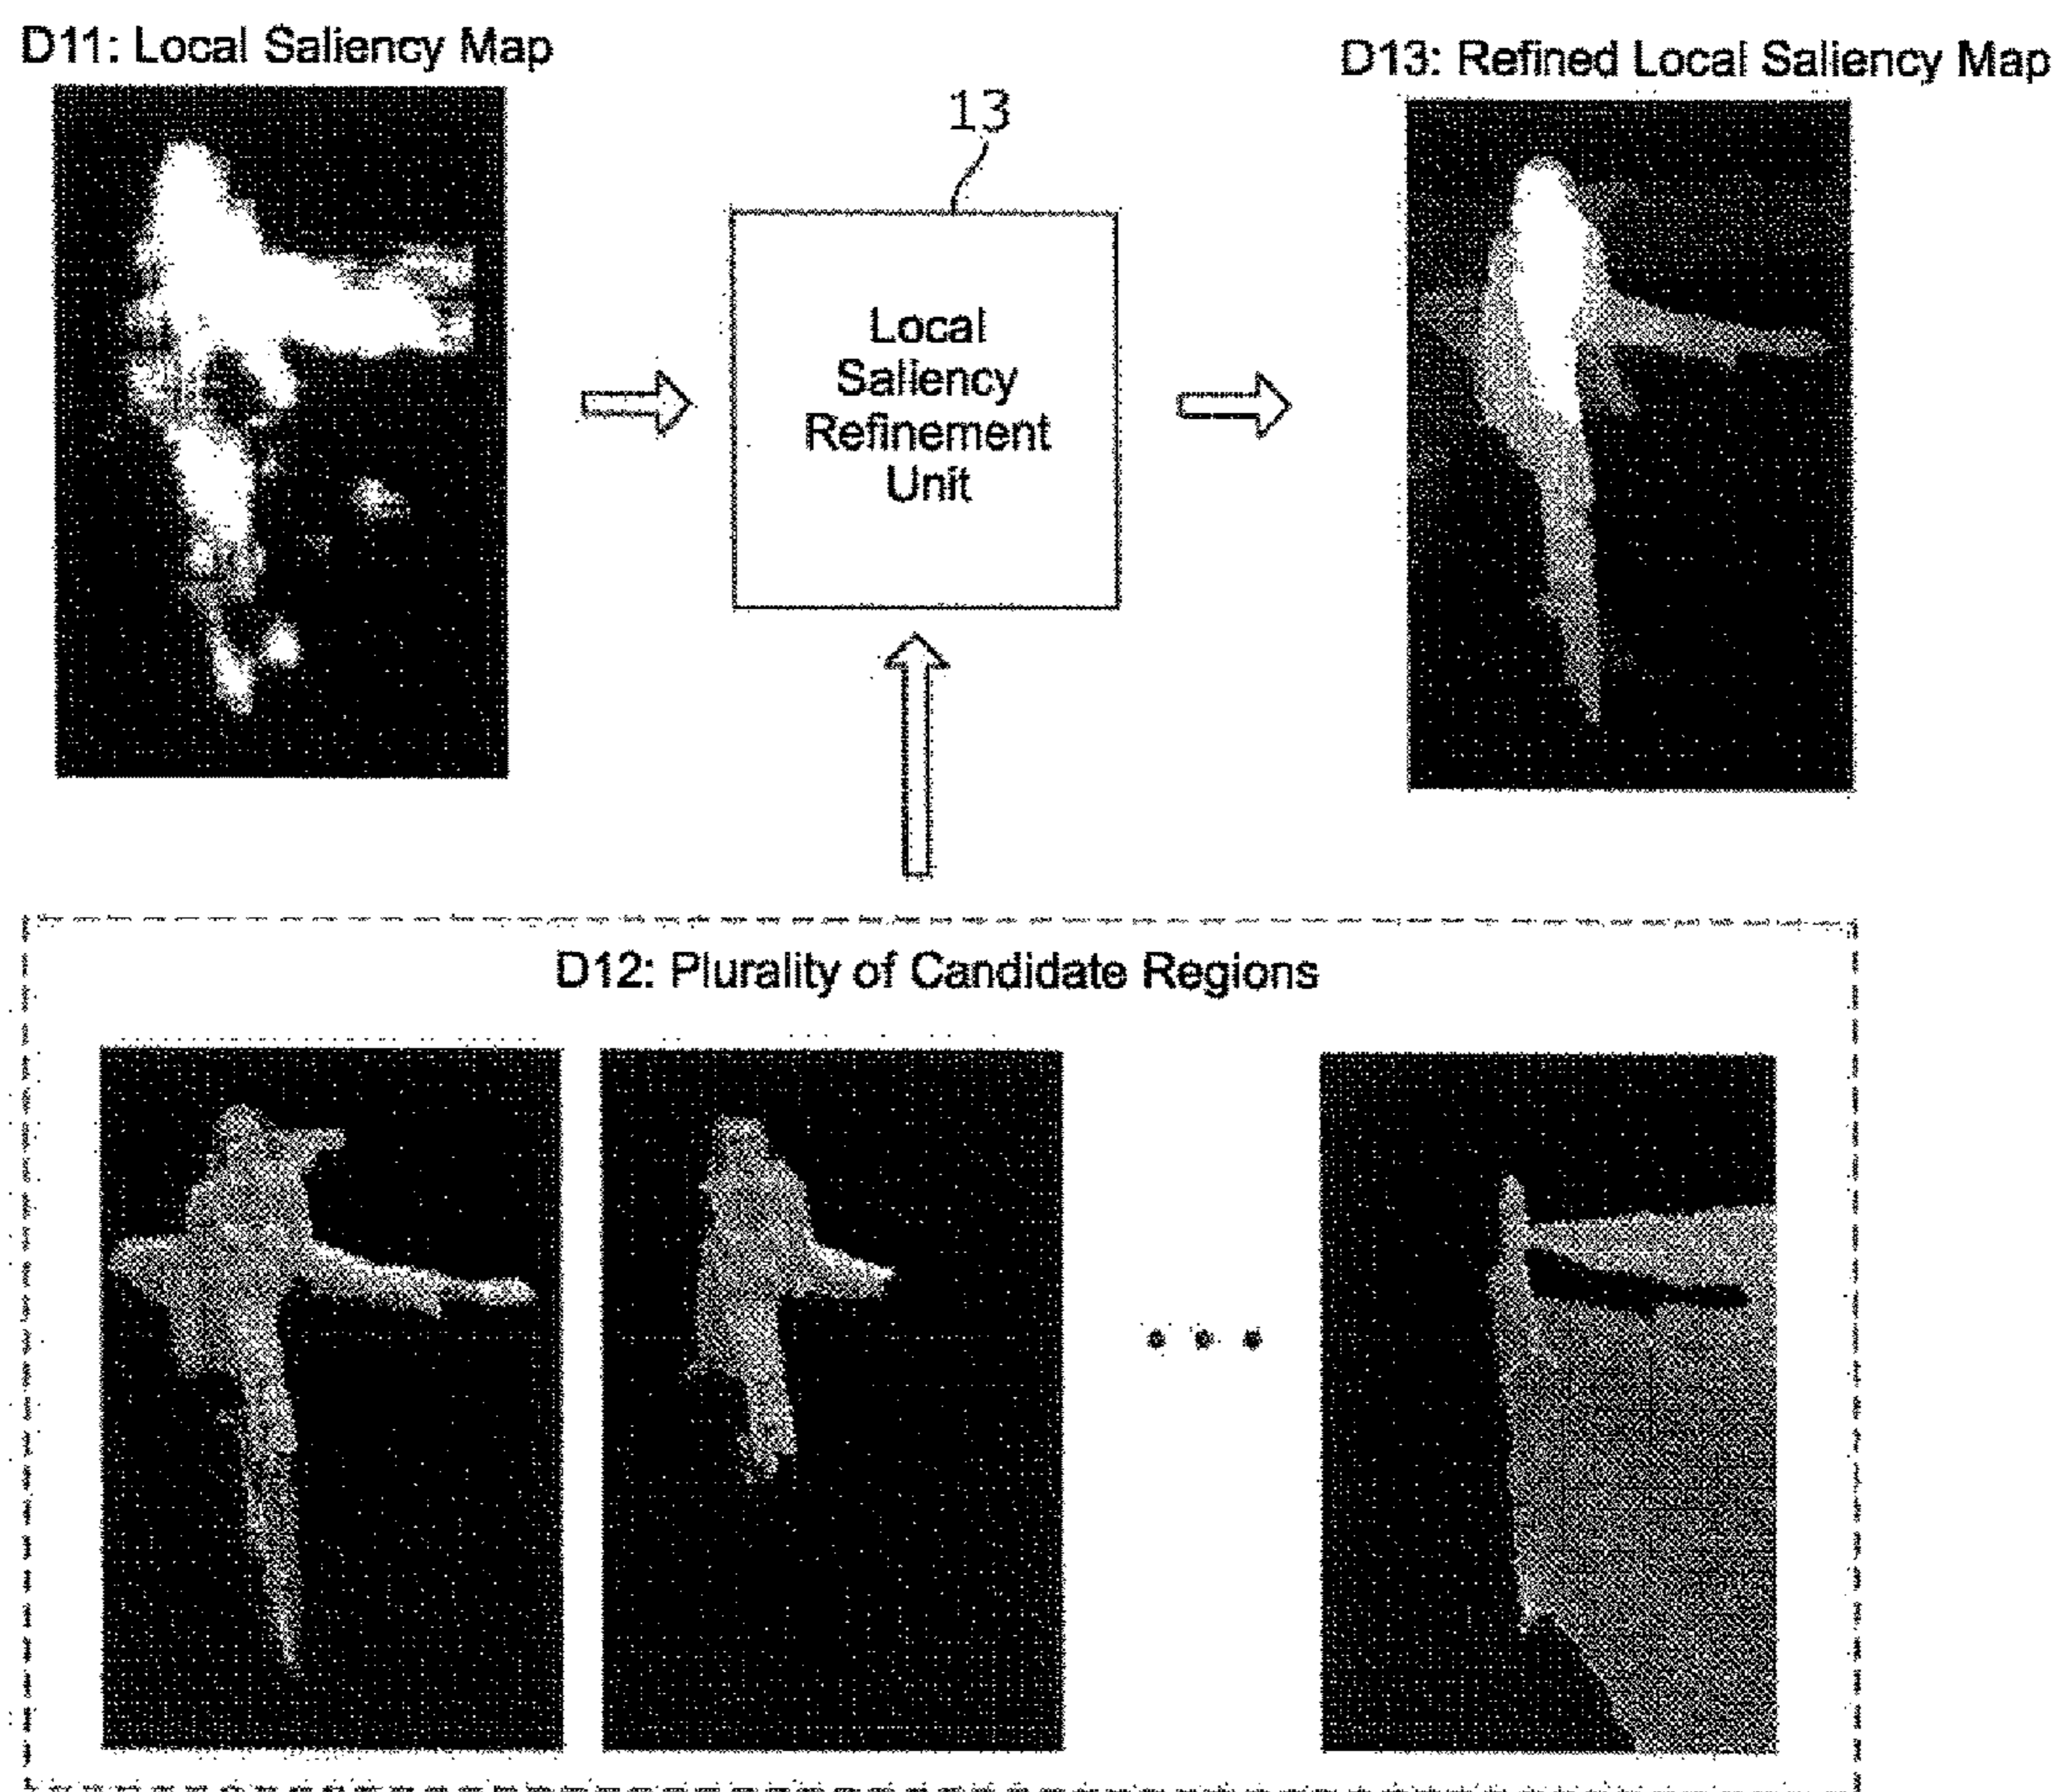 D11: Local Saliency Map
D13: Refined Local Saliency Map
13
Local
Saliency
Refinement
Unit
D12: Plurality of Candidate Regions